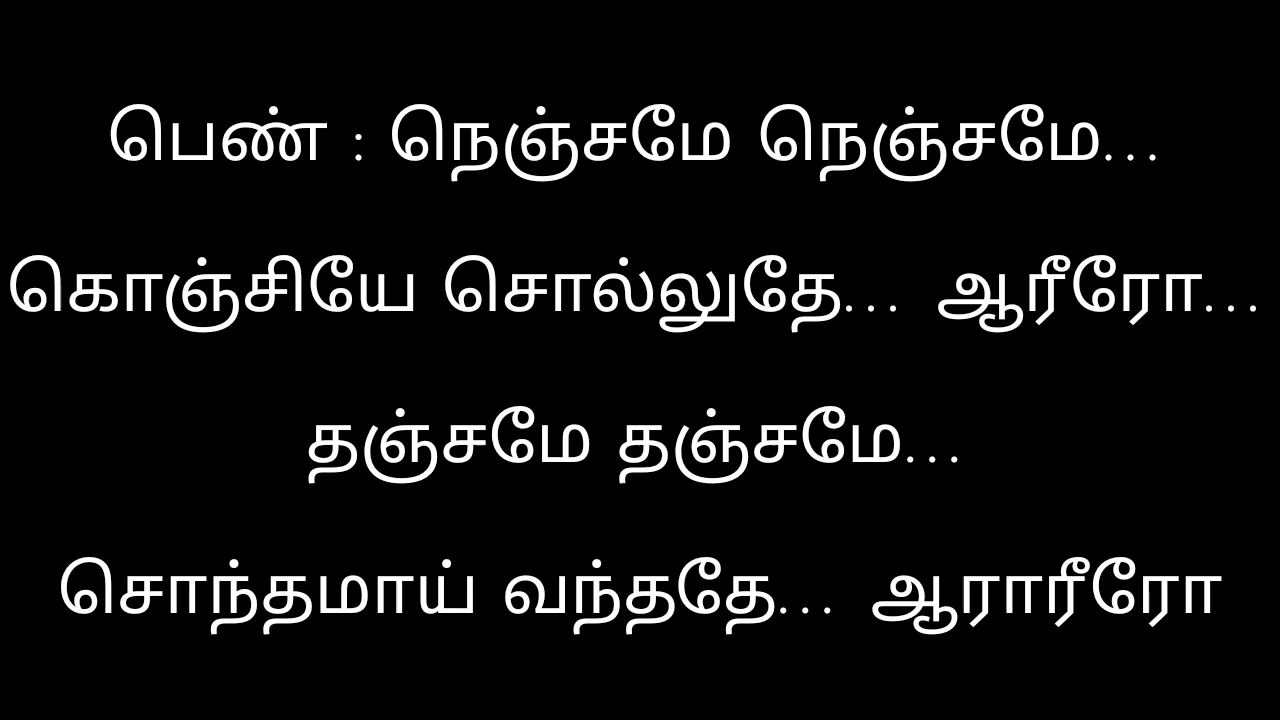 பெண் : நெஞ்சமே நெஞ்சமே...
கொஞ்சியே சொல்லுதே... ஆரீரோ...
தஞ்சமே தஞ்சமே...
சொந்தமாய் வந்ததே... ஆராரீரோ